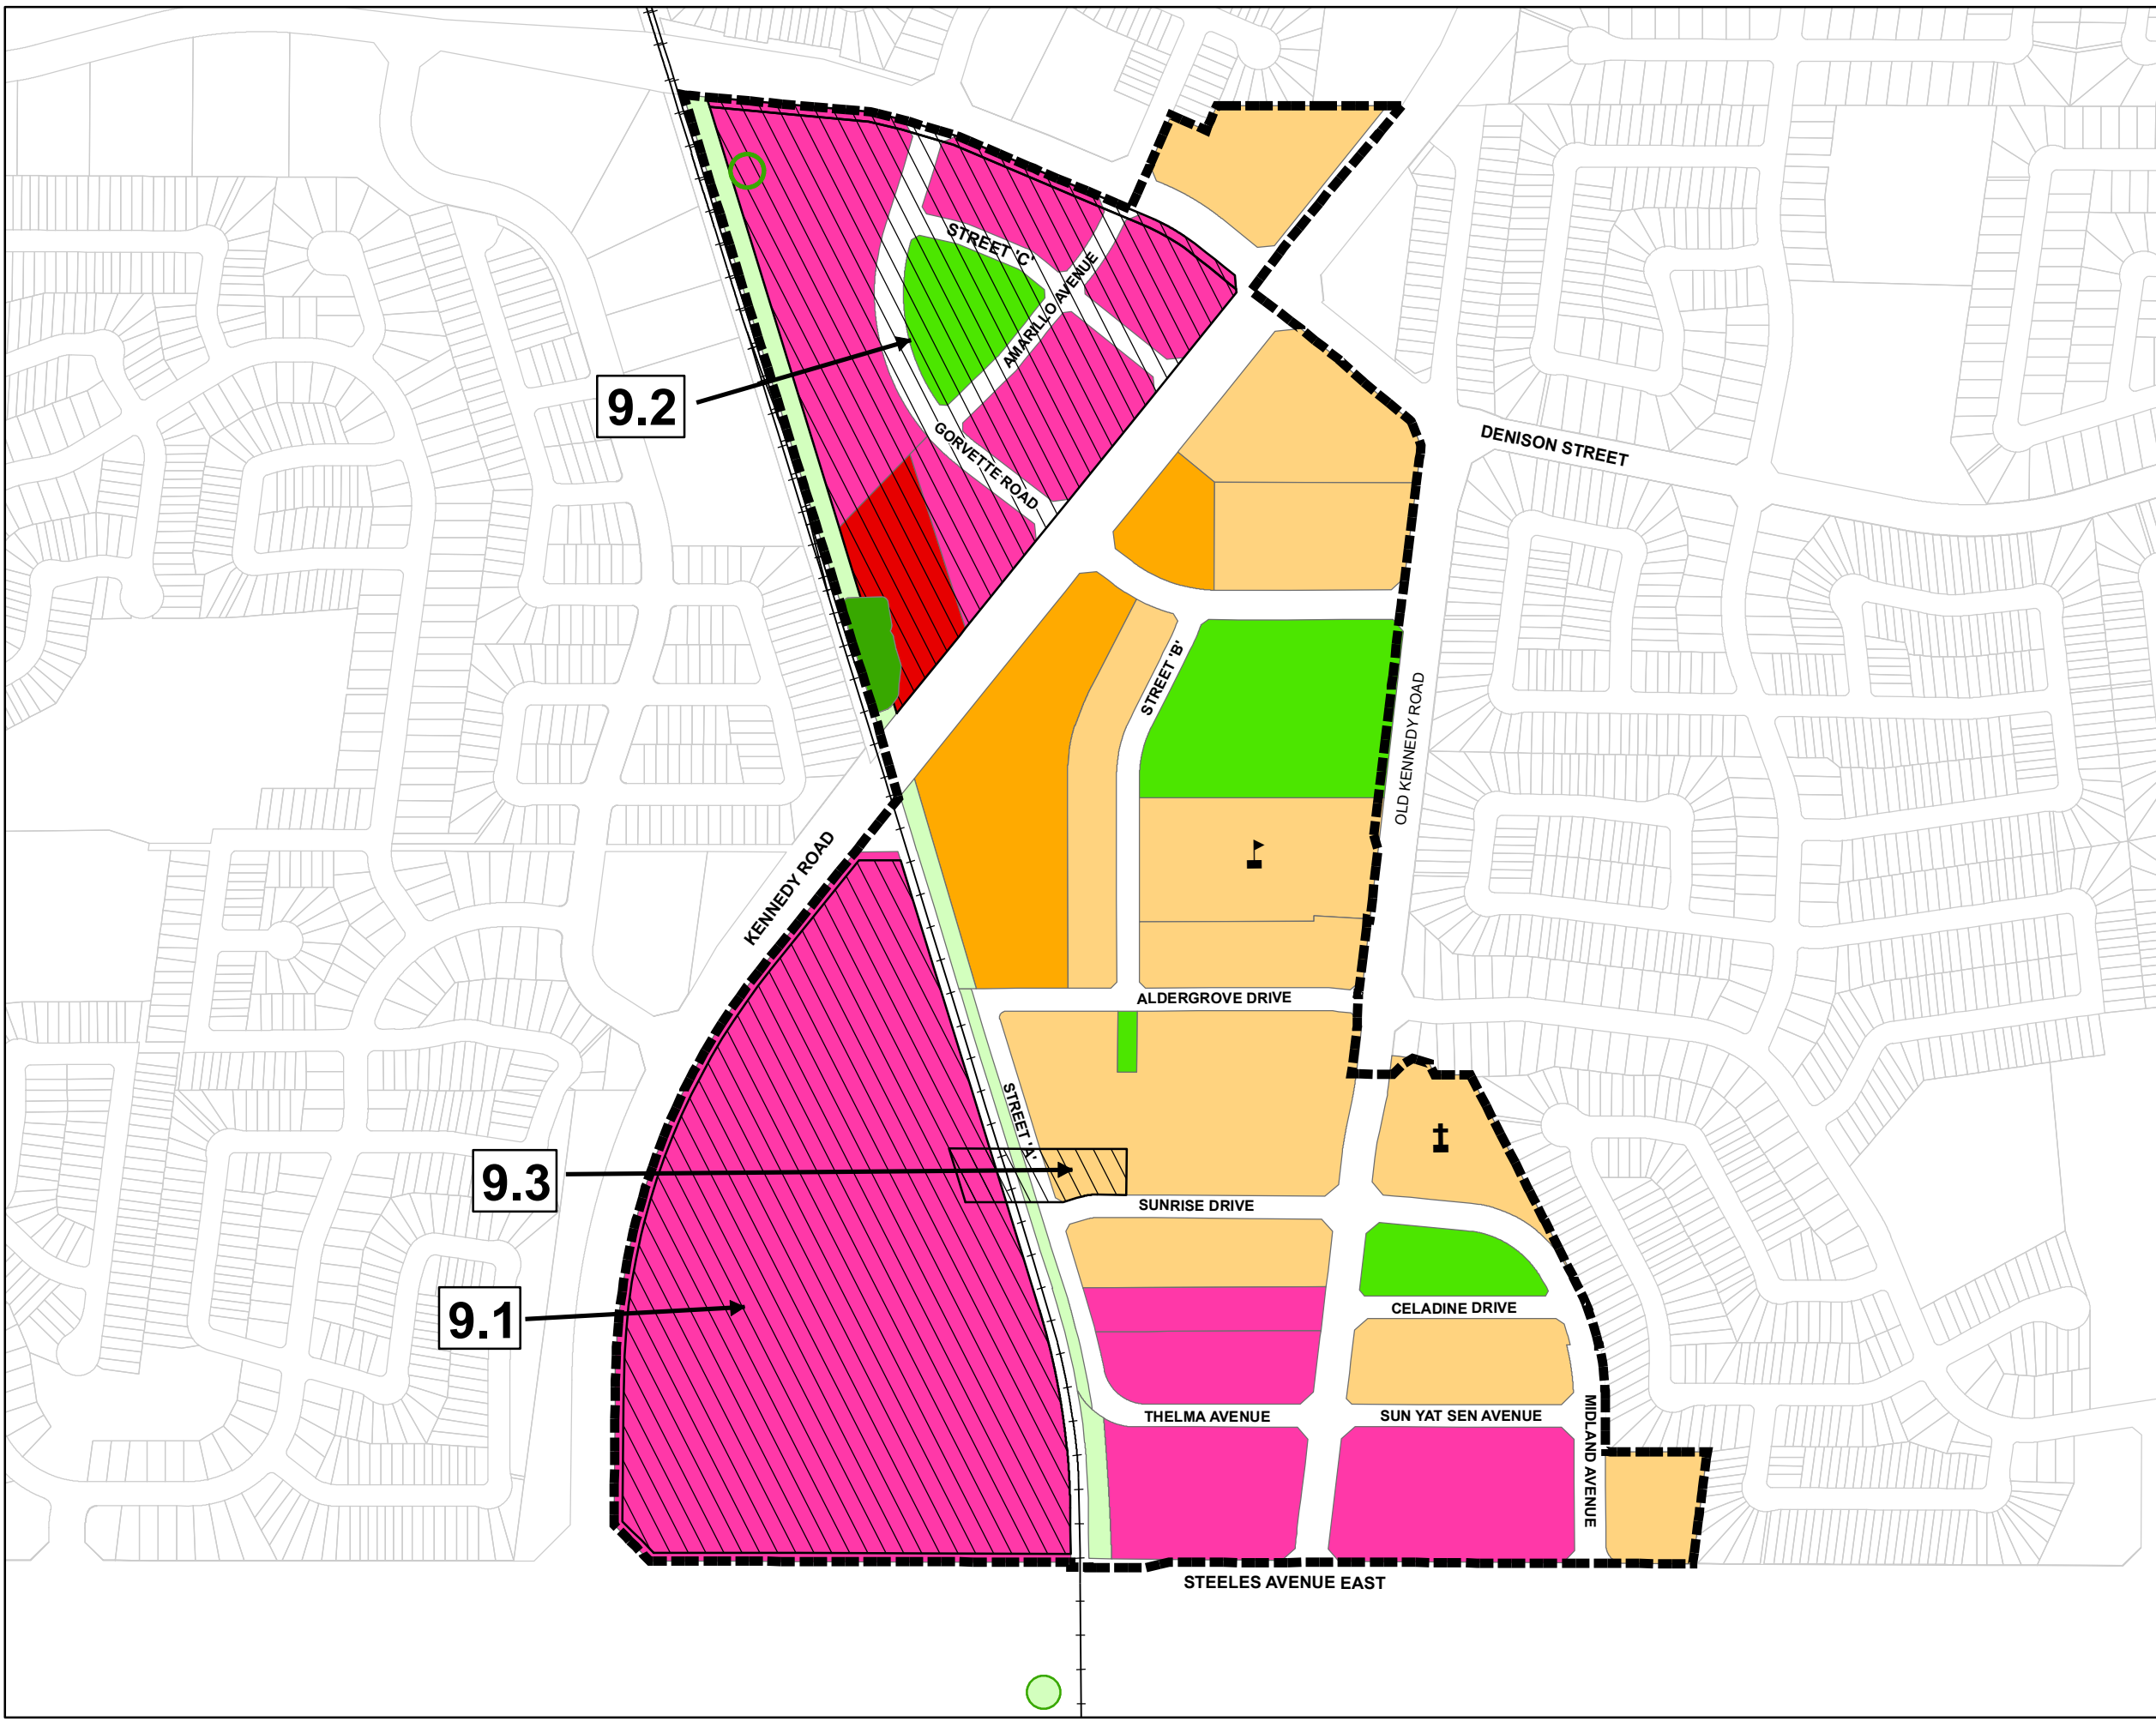 STREET 'C'
AMARILLO AVENUE
9.2
GORVETTE ROAD
DENISON STREET
STREET 'B'
OLD KENNEDY ROAD
KENNEDY ROAD
ALDERGROVE DRIVE
STREET 'A'
9.3
SUNRISE DRIVE
9.1
CELADINE DRIVE
THELMA AVENUE
SUN YAT SEN AVENUE
MIDLAND AVENUE
STEELES AVENUE EAST